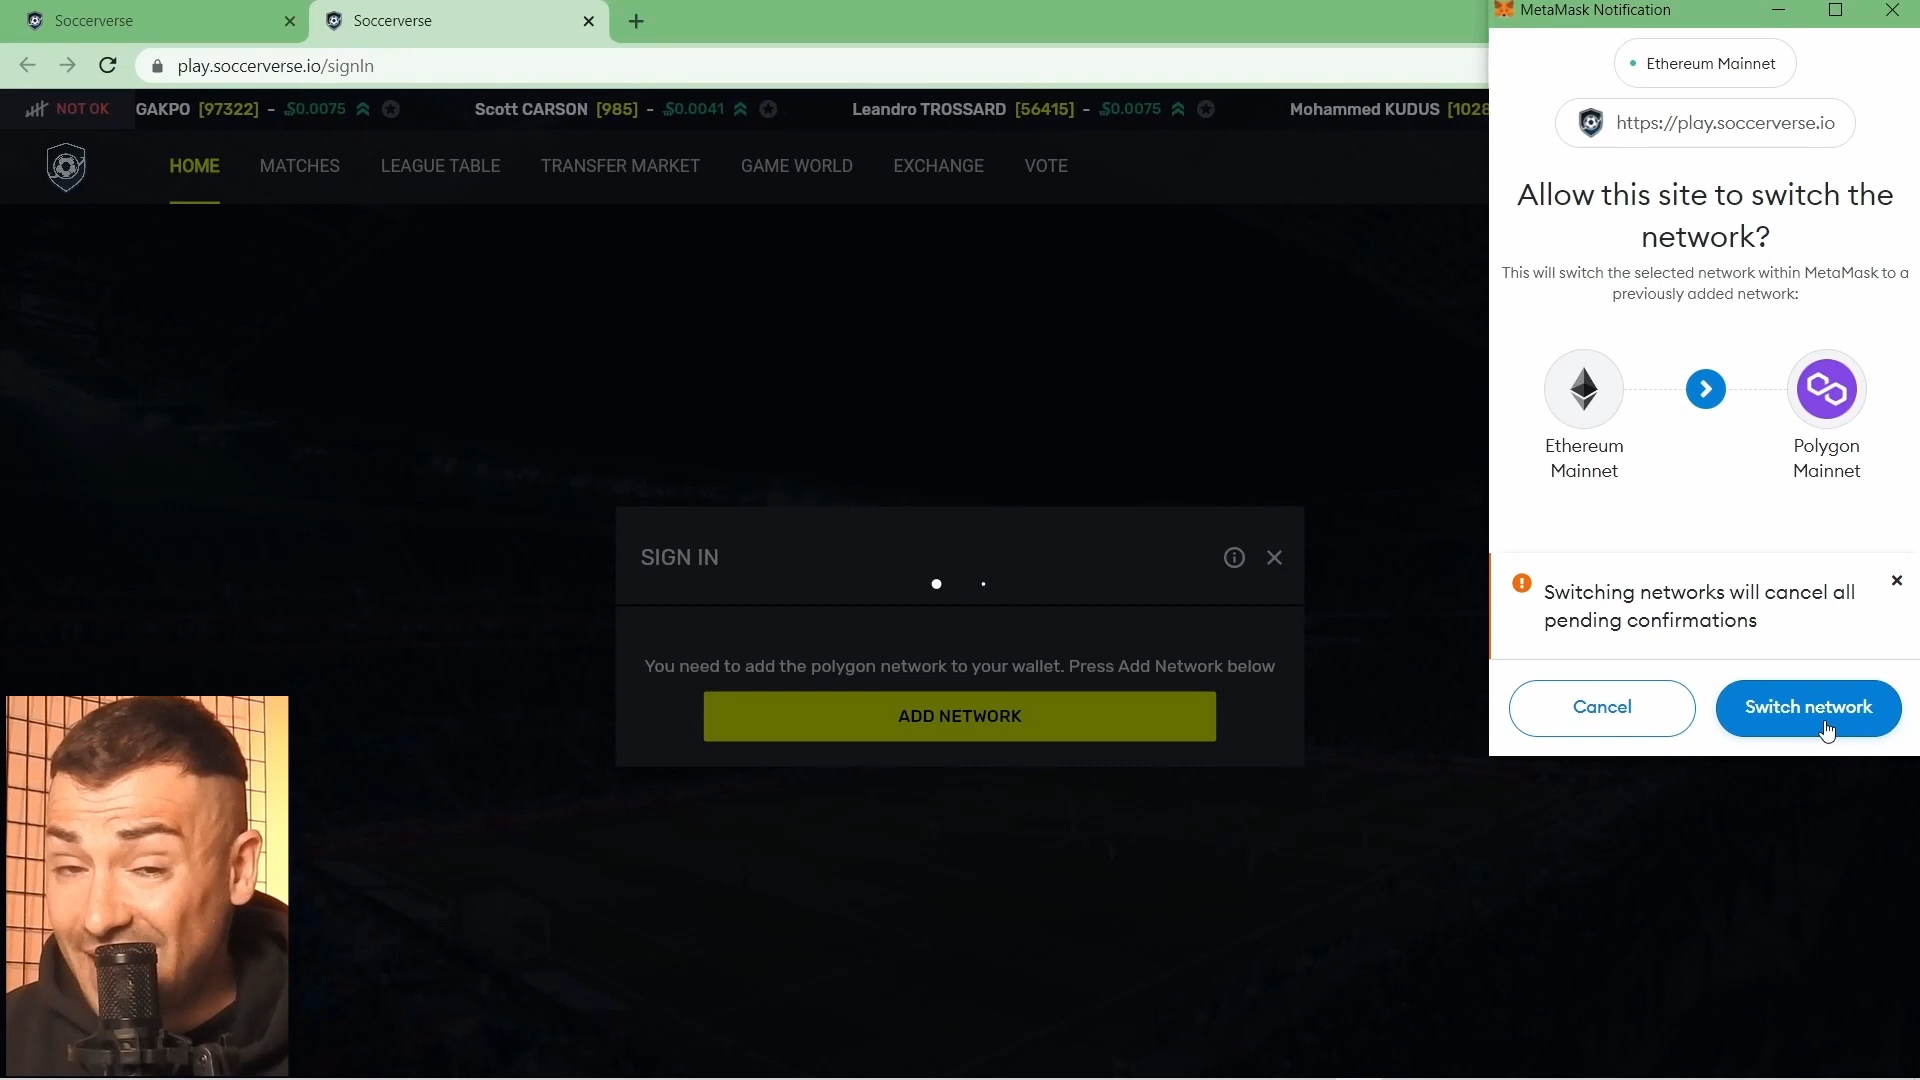 Soccerverse
Soccerverse
play.soccerverse.io/signIn
NOT OK
GAKPO [97322] - $0.0075
Scott CARSON [985] - $0.0041
Leandro TROSSARD [56415] - $0.0075
Mohammed KUDUS [1028
HOME
MATCHES
LEAGUE TABLE
TRANSFER MARKET
GAME WORLD
EXCHANGE
VOTE
SIGN IN
You need to add the polygon network to your wallet. Press Add Network below
ADD NETWORK
MetaMask Notification
Ethereum Mainnet
https://play.soccerverse.io
Allow this site to switch the
network?
This will switch the selected network within MetaMask to a
previously added network:
Ethereum
Mainnet
Polygon
Mainnet
Switching networks will cancel all
pending confirmations
Cancel
Switch network